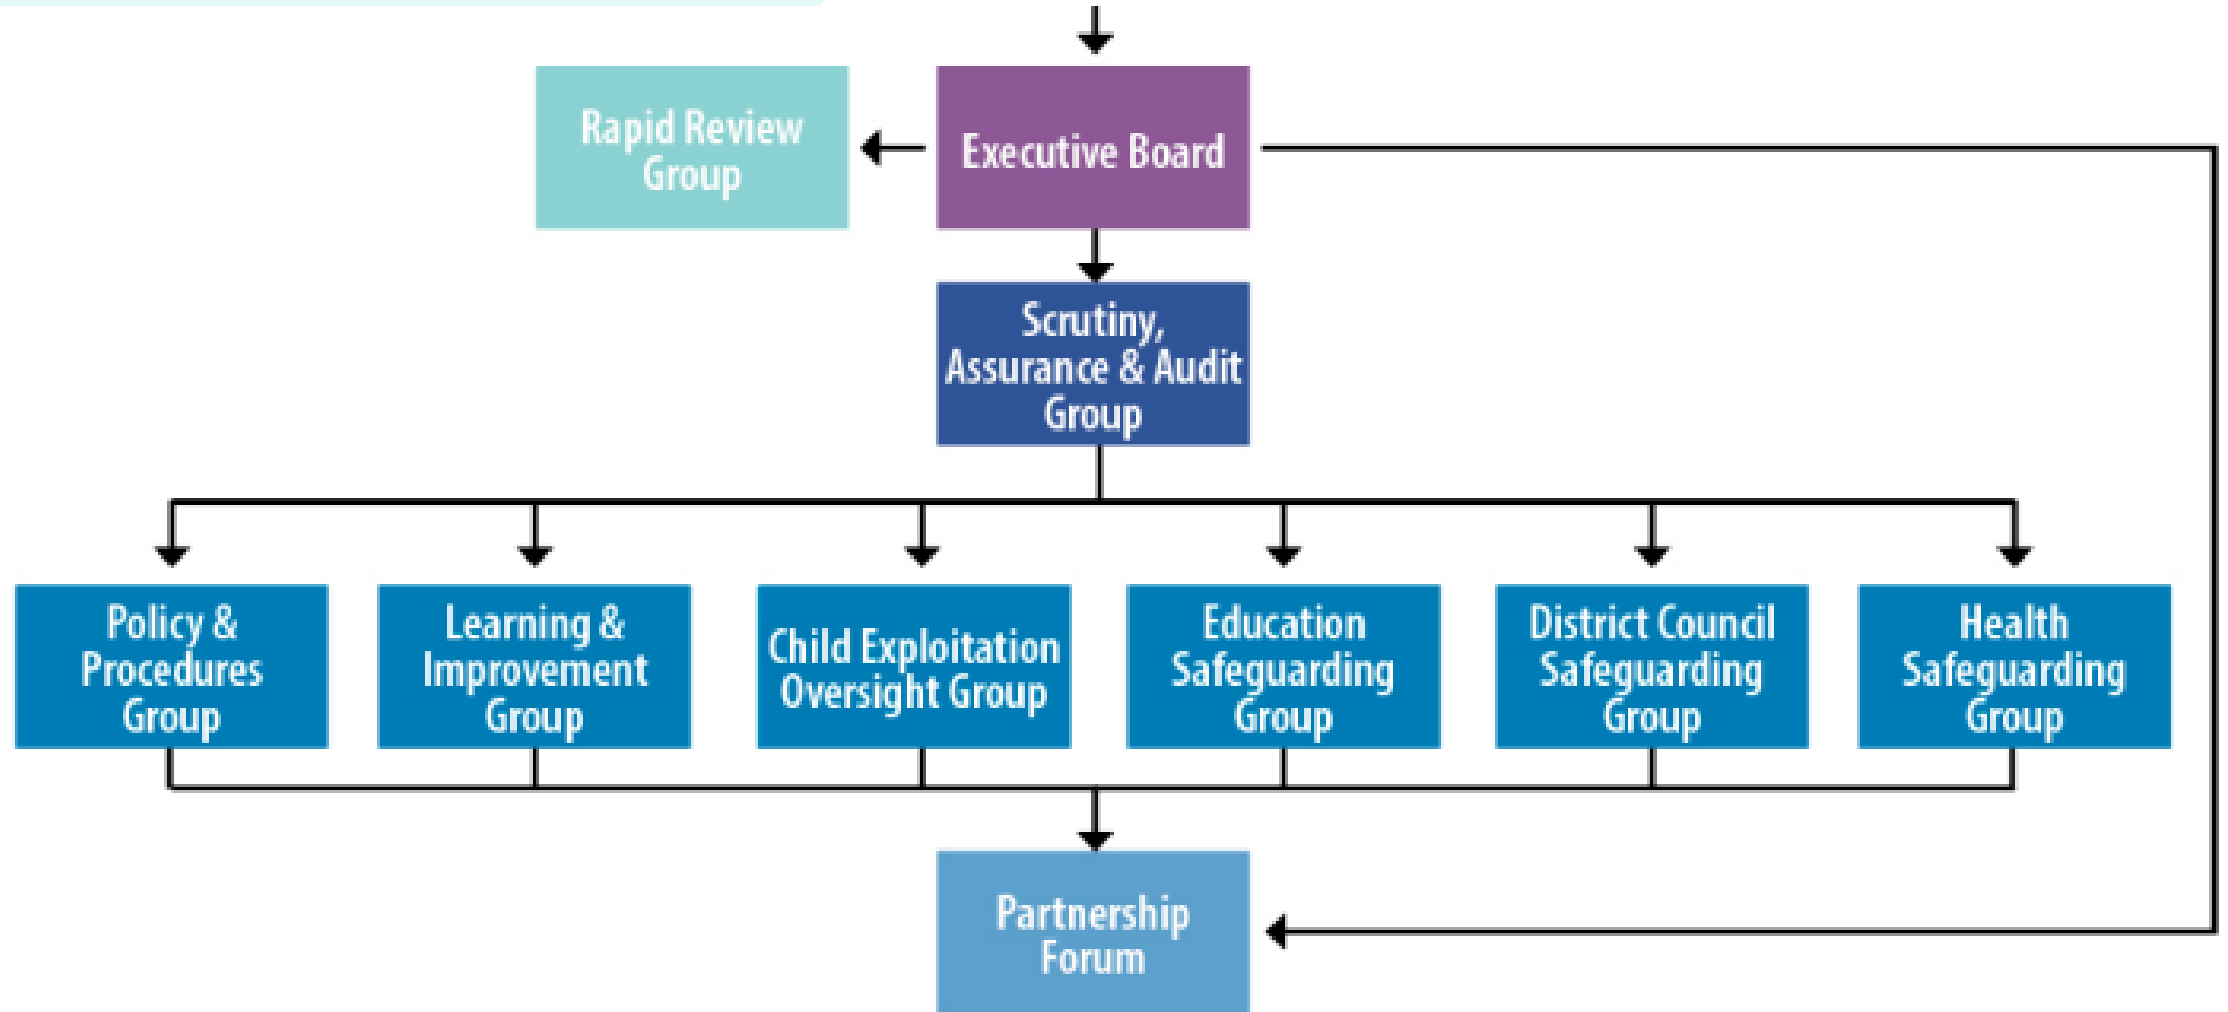 Rapid Review
Group
Executive Board
Scrutiny,
Assurance & Audit
Group
Policy &
Procedures
Group
Learning &
Improvement
Group
Child Exploitation
Oversight Group
Education
Safeguarding
Group
District Council
Safeguarding
Group
Health
Safeguarding
Group
Partnership
Forum